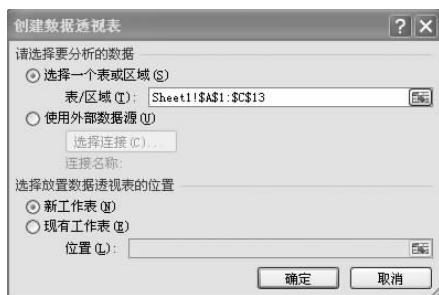 创建数据透视表
请选择要分析的数据
选择一个表或区域(S)
表/区域(T): Sheet1!$A$1:$C$13
使用外部数据源(U)
选择连接(C)...
连接名称:
选择放置数据透视表的位置
新工作表(N)
现有工作表(E)
位置(L):
确定 取消